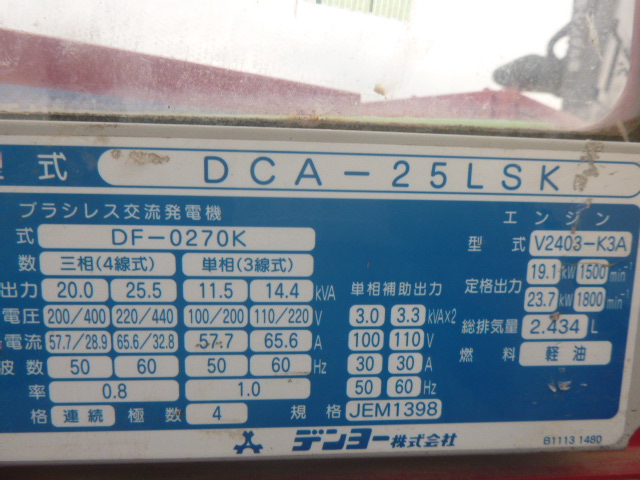 型式 DCA-25LSK
ブラシレス交流発電機 エンジン
式 DF-0270K 型式 V2403-K3A
数 三相(4線式) 単相(3線式) 定格出力 19.1 kW 1500 min⁻¹
出力 20.0 25.5 11.5 14.4 kVA 単相補助出力 23.7 kW 1800 min⁻¹
電圧 200/400 220/440 100/200 110/220 V 3.0 3.3 kVA×2 総排気量 2.434 L
電流 57.7/28.9 65.6/32.8 57.7 65.6 A 100 110 V 燃料 軽油
波数 50 60 50 60 Hz 30 30 A
率 0.8 1.0 50 60 Hz
格 連続 極数 4 規格 JEM1398
デンヨー株式会社 B11131480